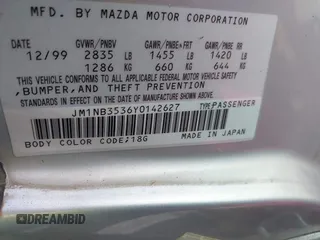 MFD. BY MAZDA MOTOR CORPORATION
GVWR/PNBV GAWR/PNBE•FRT GAWR/PNBE RR
12/99 2835 LB 1455 LB 1420 LB
1286 KG 660 KG 644 KG
THIS VEHICLE CONFORMS TO ALL APPLICABLE FEDERAL MOTOR VEHICLE SAFETY
,BUMPER, AND THEFT PREVENTION
STANDARDS IN EFFECT ON THE DATE OF MANUFACTURE SHOWN ABOVE.
JM1NB3536Y0142627 TYPE:PASSENGER
BODY COLOR CODE:18G MADE IN JAPAN
DREAMBID